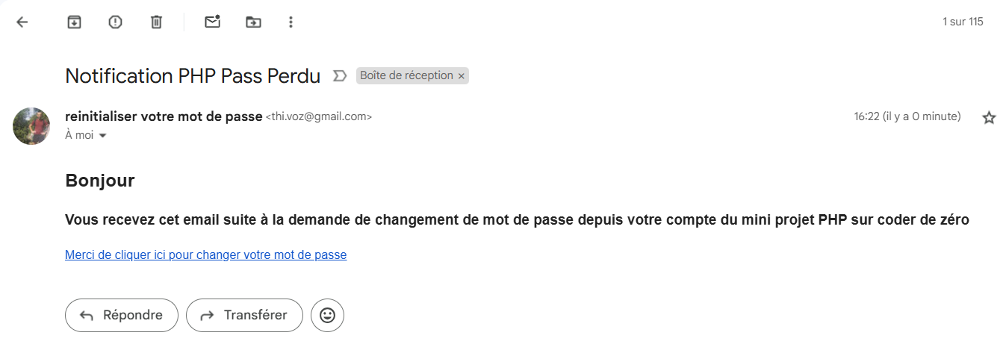 1 sur 115
Notification PHP Pass Perdu
Boîte de réception ×
reinitialiser votre mot de passe <thi.voz@gmail.com>
16:22 (il y a 0 minute)
À moi
Bonjour
Vous recevez cet email suite à la demande de changement de mot de passe depuis votre compte du mini projet PHP sur coder de zéro
Merci de cliquer ici pour changer votre mot de passe
Répondre
Transférer